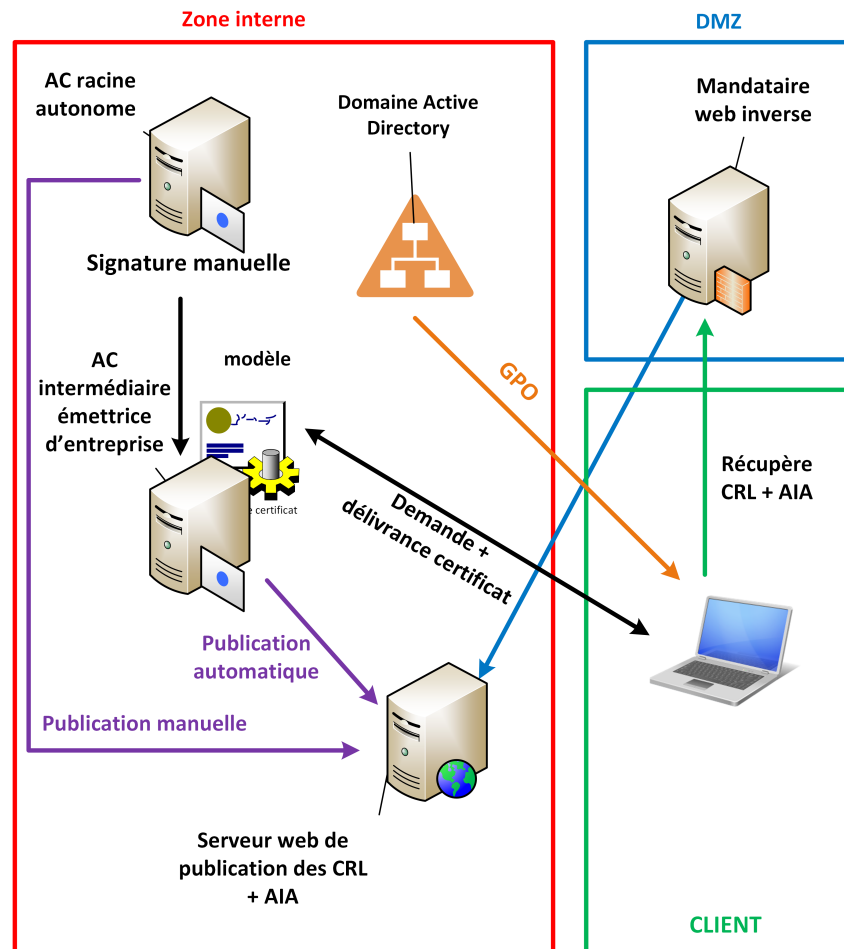 Zone interne
DMZ
AC racine
autonome
Domaine Active
Directory
Mandataire
web inverse
Signature manuelle
AC
intermédiaire
émettrice
d’entreprise
modèle
GPO
e certificat
Demande +
délivrance certificat
Récupère
CRL + AIA
Publication
automatique
Publication manuelle
Serveur web de
publication des CRL
+ AIA
CLIENT